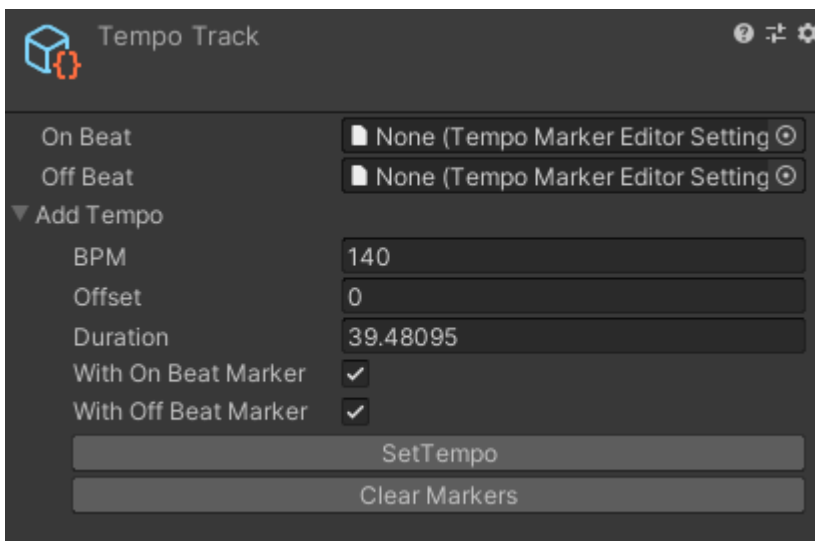 Tempo Track
On Beat None (Tempo Marker Editor Setting
Off Beat None (Tempo Marker Editor Setting
Add Tempo
BPM 140
Offset 0
Duration 39.48095
With On Beat Marker
With Off Beat Marker
SetTempo
Clear Markers